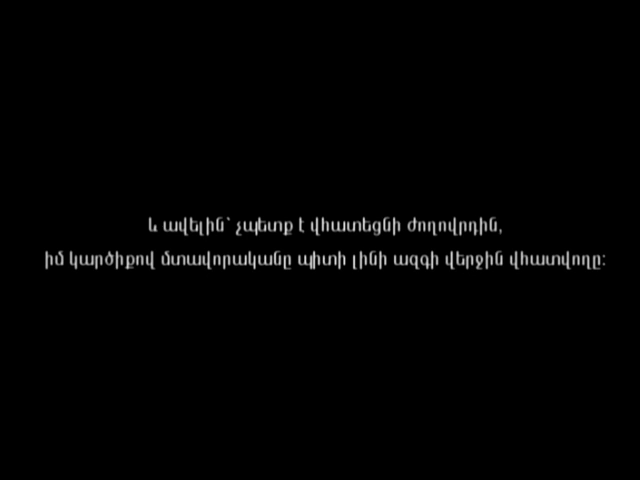 և ավելին՝ չպետք է վհատեցնի ժողովրդին,
իմ կարծիքով մտավորականը պիտի լինի ազգի վերջին վհատվողը։